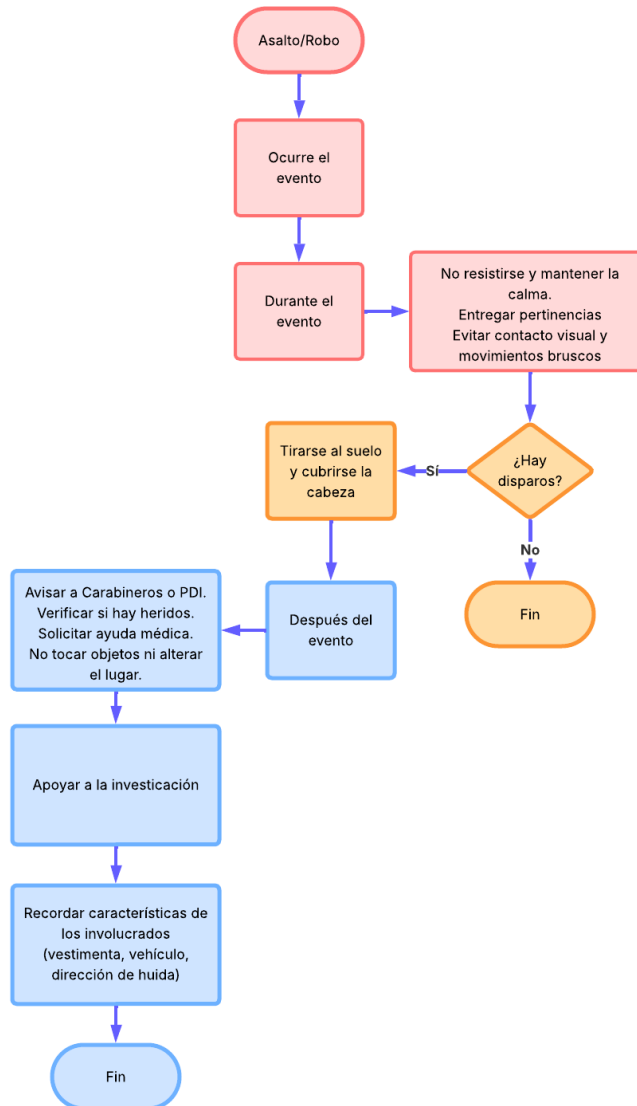 Asalto/Robo
Ocurre el
evento
Durante el
evento
No resistirse y mantener la
calma.
Entregar pertinencias
Evitar contacto visual y
movimientos bruscos
¿Hay
disparos?
Sí
Tirarse al suelo
y cubrirse la
cabeza
No
Fin
Después del
evento
Avisar a Carabineros o PDI.
Verificar si hay heridos.
Solicitar ayuda médica.
No tocar objetos ni alterar
el lugar.
Apoyar a la investicación
Recordar características de
los involucrados
(vestimenta, vehículo,
dirección de huida)
Fin